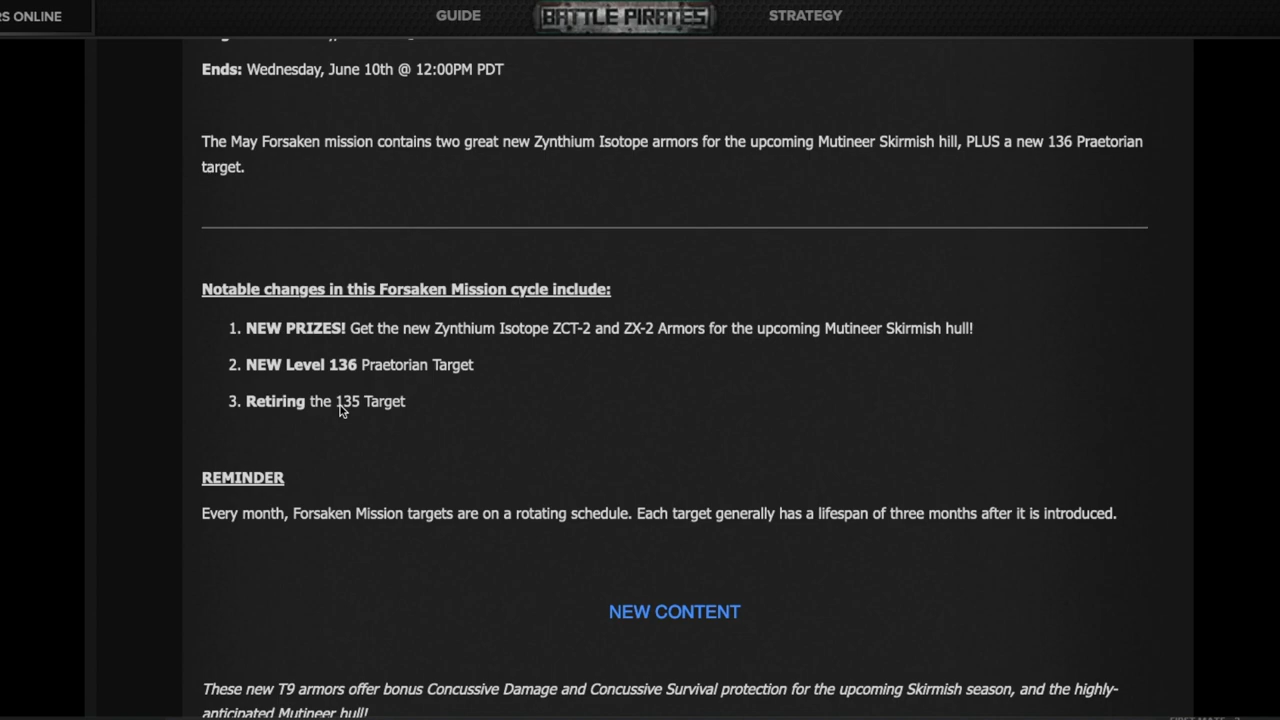 RS ONLINE
GUIDE
BATTLE PIRATES
STRATEGY
Ends: Wednesday, June 10th @ 12:00PM PDT
The May Forsaken mission contains two great new Zynthium Isotope armors for the upcoming Mutineer Skirmish hill, PLUS a new 136 Praetorian
target.
Notable changes in this Forsaken Mission cycle include:
1. NEW PRIZES! Get the new Zynthium Isotope ZCT-2 and ZX-2 Armors for the upcoming Mutineer Skirmish hull!
2. NEW Level 136 Praetorian Target
3. Retiring the 135 Target
REMINDER
Every month, Forsaken Mission targets are on a rotating schedule. Each target generally has a lifespan of three months after it is introduced.
NEW CONTENT
These new T9 armors offer bonus Concussive Damage and Concussive Survival protection for the upcoming Skirmish season, and the highly-
anticipated Mutineer hull!